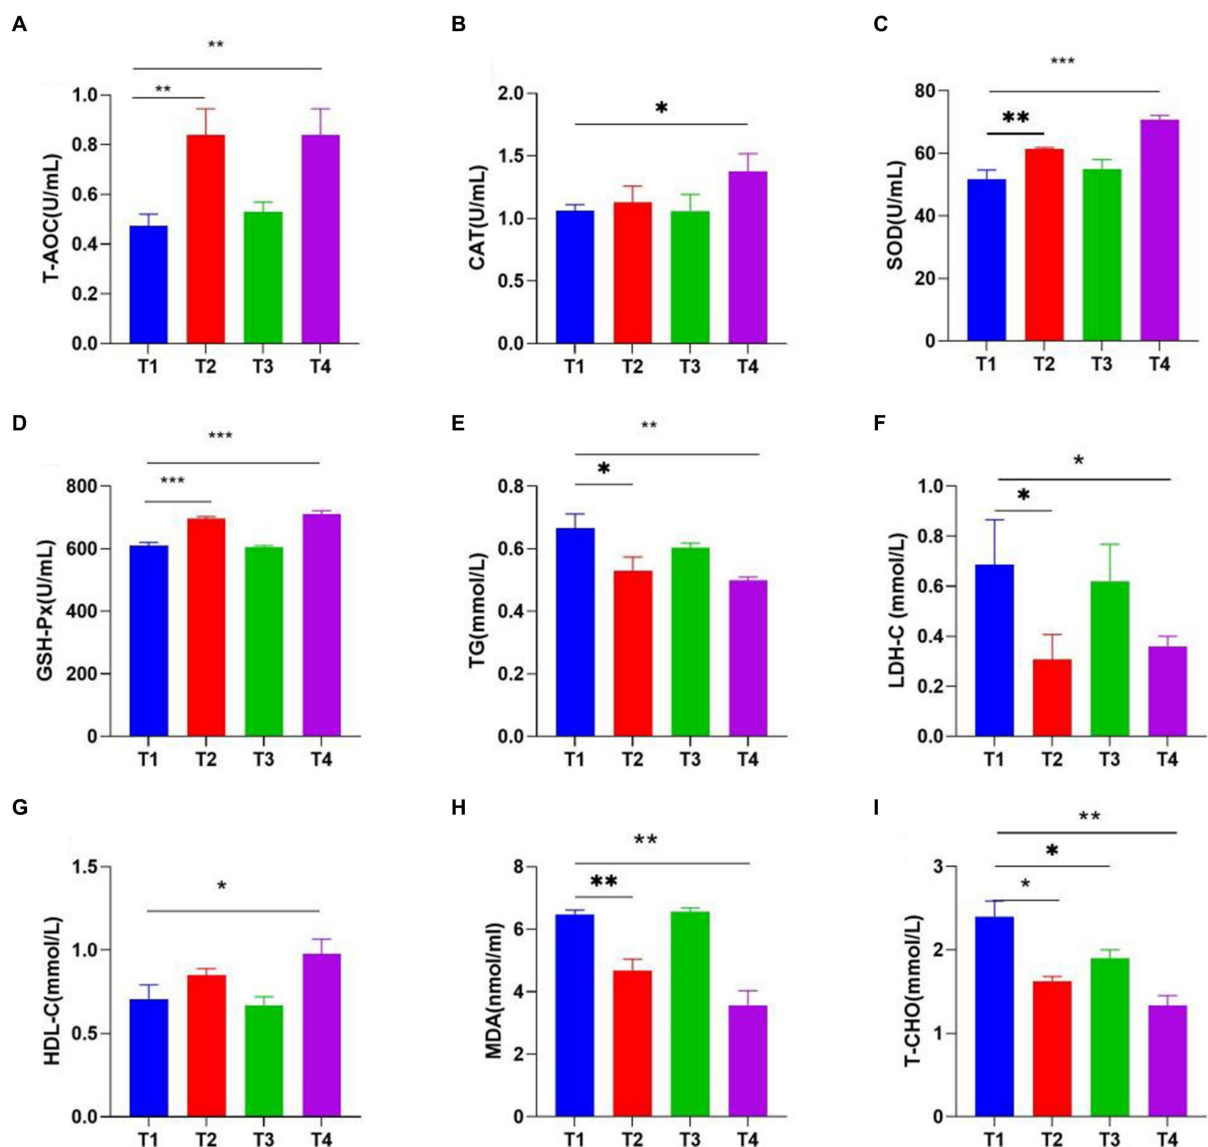 A
**
**
T-AOC(U/mL)
1.0
0.8
0.6
0.4
0.2
0.0
T1 T2 T3 T4
B
*
CAT(U/mL)
2.0
1.5
1.0
0.5
0.0
T1 T2 T3 T4
C
***
**
SOD(U/mL)
80
60
40
20
0
T1 T2 T3 T4
D
***
***
GSH-Px(U/mL)
800
600
400
200
0
T1 T2 T3 T4
E
**
*
TG(mmol/L)
0.8
0.6
0.4
0.2
0.0
T1 T2 T3 T4
F
*
*
LDH-C (mmol/L)
1.0
0.8
0.6
0.4
0.2
0.0
T1 T2 T3 T4
G
*
HDL-C(mmol/L)
1.5
1.0
0.5
0.0
T1 T2 T3 T4
H
**
**
MDA(nmol/ml)
8
6
4
2
0
T1 T2 T3 T4
I
**
*
*
T-CHO(mmol/L)
3
2
1
0
T1 T2 T3 T4